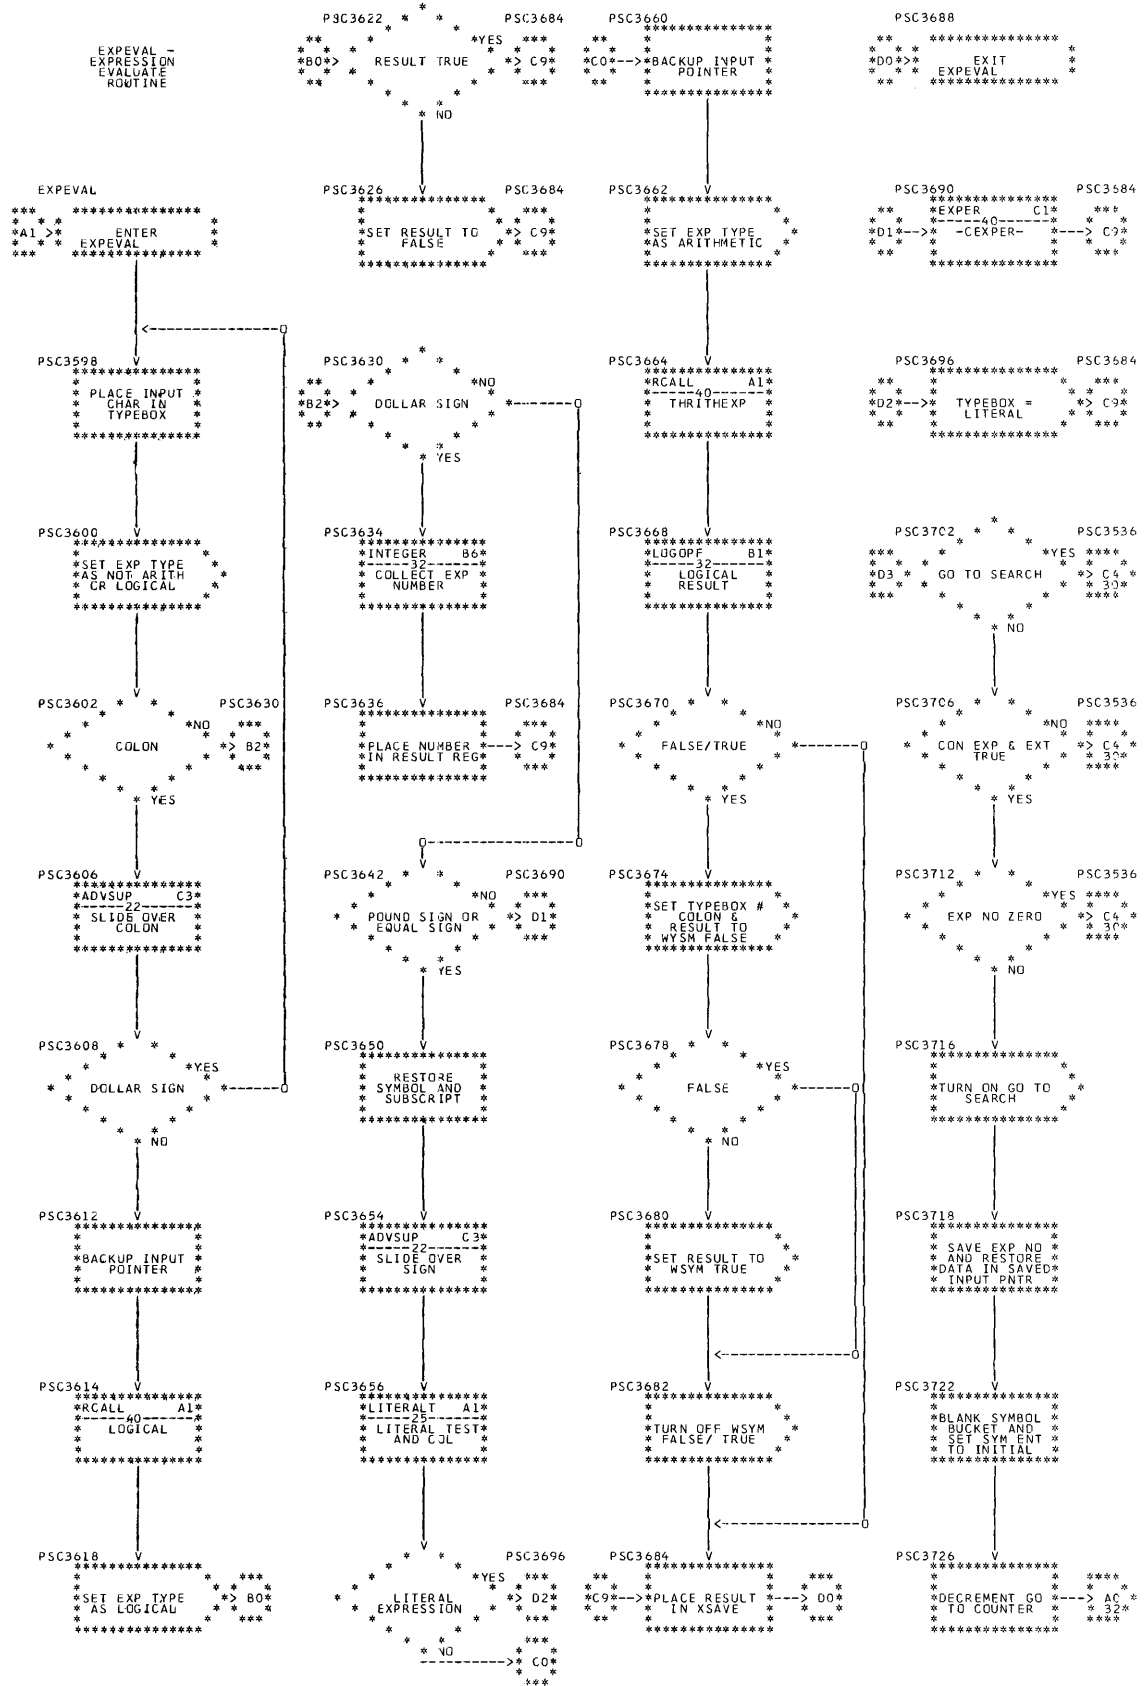 EXPEVAL -
EXPRESSION
EVALUATE
ROUTINE
EXPEVAL
A1 >
ENTER
EXPEVAL
PSC3598
PLACE INPUT
CHAR IN
TYPEBOX
PSC3600
SET EXP TYPE
AS NOT ARITH
CR LOGICAL
PSC3602
COLON
NO
PSC3630
> B2
YES
PSC3606
ADVSUP C3
22
SLIDE OVER
COLON
PSC3608
DOLLAR SIGN
YES
NO
PSC3612
BACKUP INPUT
POINTER
PSC3614
RCALL A1
40
LOGICAL
PSC3618
SET EXP TYPE
AS LOGICAL
> B0
PSC3622
B0 >
RESULT TRUE
YES
PSC3684
> C9
NO
PSC3626
SET RESULT TO
FALSE
PSC3684
> C9
PSC3630
B2 >
DOLLAR SIGN
NO
YES
PSC3634
INTEGER B6
32
COLLECT EXP
NUMBER
PSC3636
PLACE NUMBER
IN RESULT REG
PSC3684
C9
PSC3642
POUND SIGN OR
EQUAL SIGN
NO
PSC3690
> D1
YES
PSC3650
RESTORE
SYMBOL AND
SUBSCRIPT
PSC3654
ADVSUP C3
22
SLIDE OVER
SIGN
PSC3656
LITERALT A1
25
LITERAL TEST
AND COL
LITERAL
EXPRESSION
YES
PSC3696
> D2
NO
C0
PSC3660
C0
BACKUP INPUT
POINTER
PSC3662
SET EXP TYPE
AS ARITHMETIC
PSC3664
RCALL A1
40
THRITHEXP
PSC3668
LOGOPF B1
32
LOGICAL
RESULT
PSC3670
FALSE/TRUE
NO
YES
PSC3674
SET TYPEBOX #
COLON &
RESULT TO
WYSM FALSE
PSC3678
FALSE
YES
NO
PSC3680
SET RESULT TO
WSYM TRUE
PSC3682
TURN OFF WSYM
FALSE/ TRUE
PSC3684
C9
PLACE RESULT
IN XSAVE
D0
PSC3688
D0 >
EXIT
EXPEVAL
PSC3690
D1
EXPER C1
40
-CEXPER-
PSC3684
C9
PSC3696
D2
TYPEBOX =
LITERAL
PSC3684
> C9
PSC3702
D3
GO TO SEARCH
YES
PSC3536
> C4
30
NO
PSC3706
CON EXP & EXT
TRUE
NO
PSC3536
> C4
30
YES
PSC3712
EXP NO ZERO
YES
PSC3536
> C4
30
NO
PSC3716
TURN ON GO TO
SEARCH
PSC3718
SAVE EXP NO
AND RESTORE
DATA IN SAVED
INPUT PNTR
PSC3722
BLANK SYMBOL
BUCKET AND
SET SYM ENT
TO INITIAL
PSC3726
DECREMENT GO
TO COUNTER
A0
32